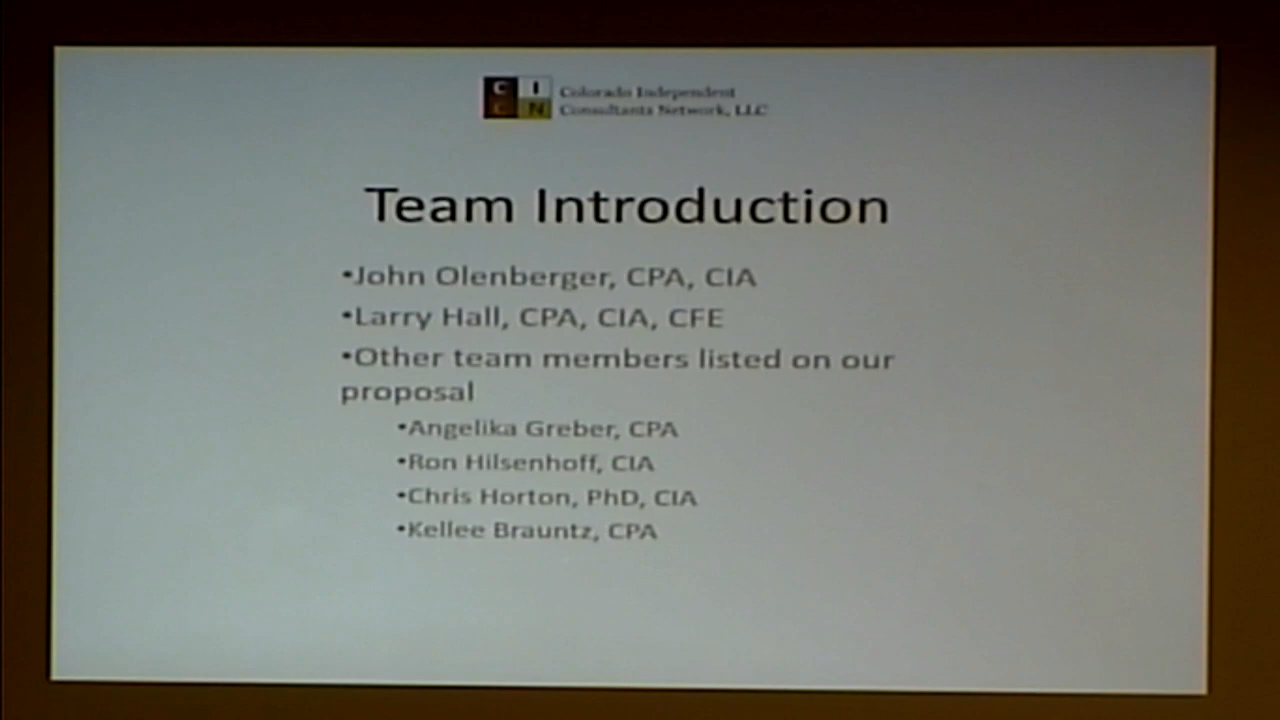 C I
C N
Colorado Independent
Consultants Network, LLC
Team Introduction
•John Olenberger, CPA, CIA
•Larry Hall, CPA, CIA, CFE
•Other team members listed on our
proposal
•Angelika Greber, CPA
•Ron Hilsenhoff, CIA
•Chris Horton, PhD, CIA
•Kellee Brauntz, CPA